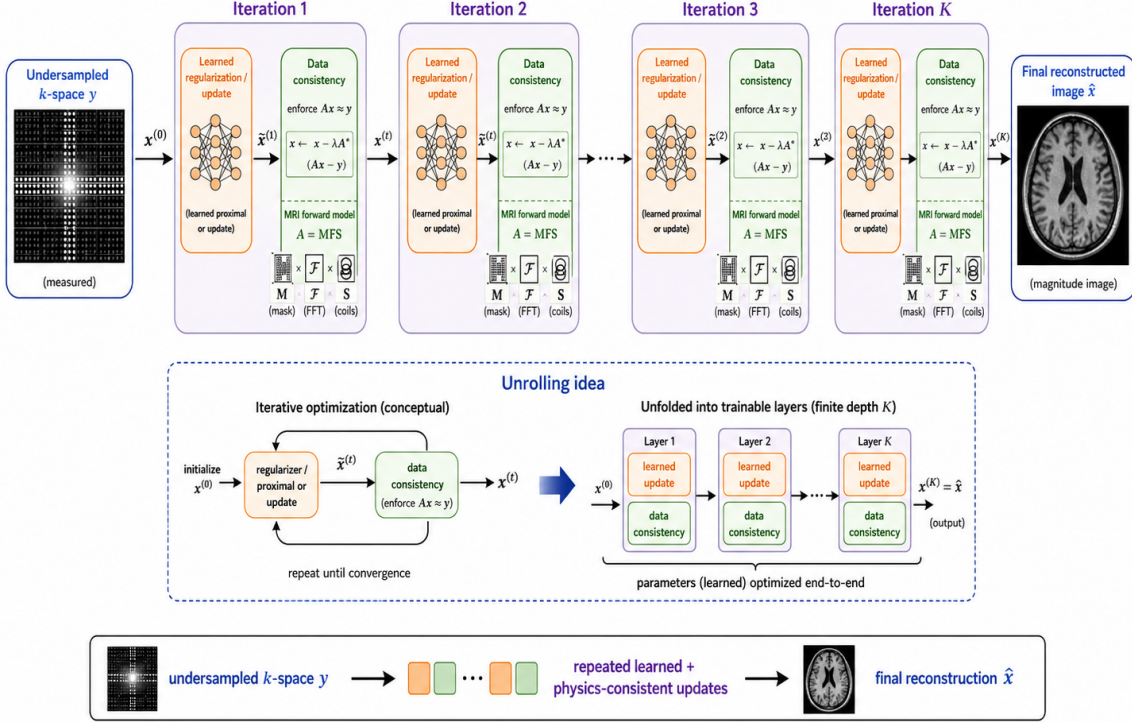 Iteration 1
Iteration 2
Iteration 3
Iteration K
Undersampled
k-space y
(measured)
x^{(0)}
Learned
regularization /
update
(learned proximal
or update)
x̃^{(1)}
Data
consistency
enforce Ax ≈ y
x ← x − λA*
(Ax − y)
MRI forward model
A = MFS
× ℱ ×
M ℱ S
(mask) (FFT) (coils)
x^{(t)}
Learned
regularization /
update
(learned proximal
or update)
x̃^{(t)}
Data
consistency
enforce Ax ≈ y
x ← x − λA*
(Ax − y)
MRI forward model
A = MFS
× ℱ ×
M ℱ S
(mask) (FFT) (coils)
Learned
regularization /
update
(learned proximal
or update)
x̃^{(2)}
Data
consistency
enforce Ax ≈ y
x ← x − λA*
(Ax − y)
MRI forward model
A = MFS
× ℱ ×
M ℱ S
(mask) (FFT) (coils)
x^{(3)}
Learned
regularization /
update
(learned proximal
or update)
Data
consistency
enforce Ax ≈ y
x ← x − λA*
(Ax − y)
MRI forward model
A = MFS
× ℱ ×
M ℱ S
(mask) (FFT) (coils)
x^{(K)}
Final reconstructed
image x̂
(magnitude image)
Unrolling idea
Iterative optimization (conceptual)
initialize
x^{(0)}
regularizer /
proximal or
update
x̃^{(t)}
data
consistency
(enforce Ax ≈ y)
x^{(t)}
repeat until convergence
Unfolded into trainable layers (finite depth K)
x^{(0)}
Layer 1
learned
update
data
consistency
Layer 2
learned
update
data
consistency
Layer K
learned
update
data
consistency
x^{(K)} = x̂
(output)
parameters (learned) optimized end-to-end
undersampled k-space y
repeated learned +
physics-consistent updates
final reconstruction x̂